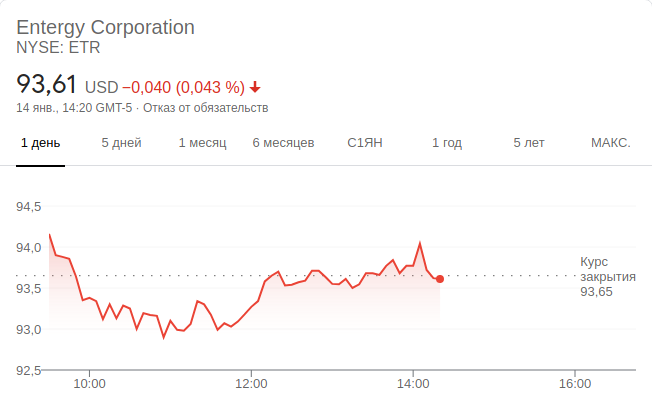 Entergy Corporation
NYSE: ETR
93,61 USD −0,040 (0,043 %)
14 янв., 14:20 GMT-5 · Отказ от обязательств
1 день 5 дней 1 месяц 6 месяцев С1ЯН 1 год 5 лет МАКС.
94,5
94,0
Курс
закрытия
93,65
93,5
93,0
92,5
10:00 12:00 14:00 16:00